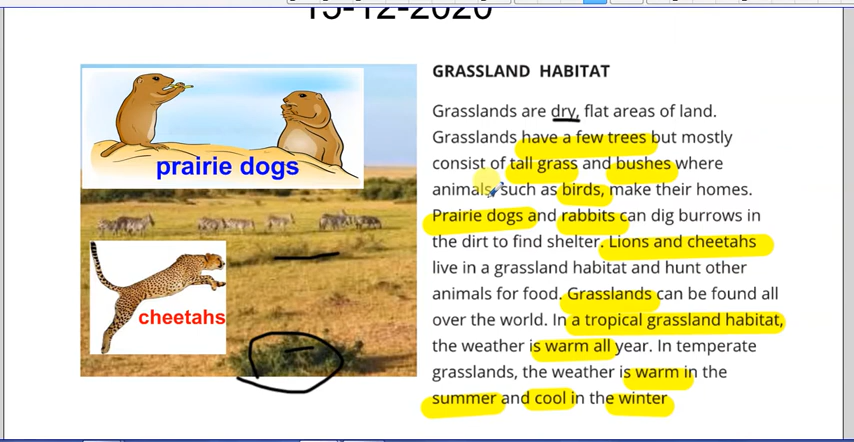 15-12-2020
prairie dogs
cheetahs
GRASSLAND HABITAT
Grasslands are dry, flat areas of land.
Grasslands have a few trees but mostly
consist of tall grass and bushes where
animals, such as birds, make their homes.
Prairie dogs and rabbits can dig burrows in
the dirt to find shelter. Lions and cheetahs
live in a grassland habitat and hunt other
animals for food. Grasslands can be found all
over the world. In a tropical grassland habitat,
the weather is warm all year. In temperate
grasslands, the weather is warm in the
summer and cool in the winter